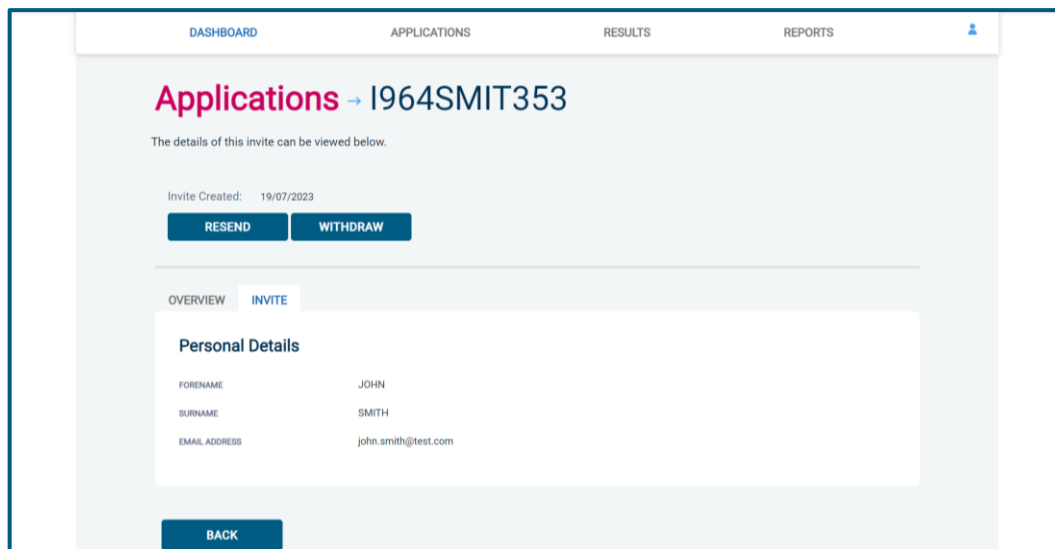 DASHBOARD APPLICATIONS RESULTS REPORTS
Applications → I964SMIT353
The details of this invite can be viewed below.
Invite Created: 19/07/2023
RESEND WITHDRAW
OVERVIEW INVITE
Personal Details
FORENAME JOHN
SURNAME SMITH
EMAIL ADDRESS john.smith@test.com
BACK